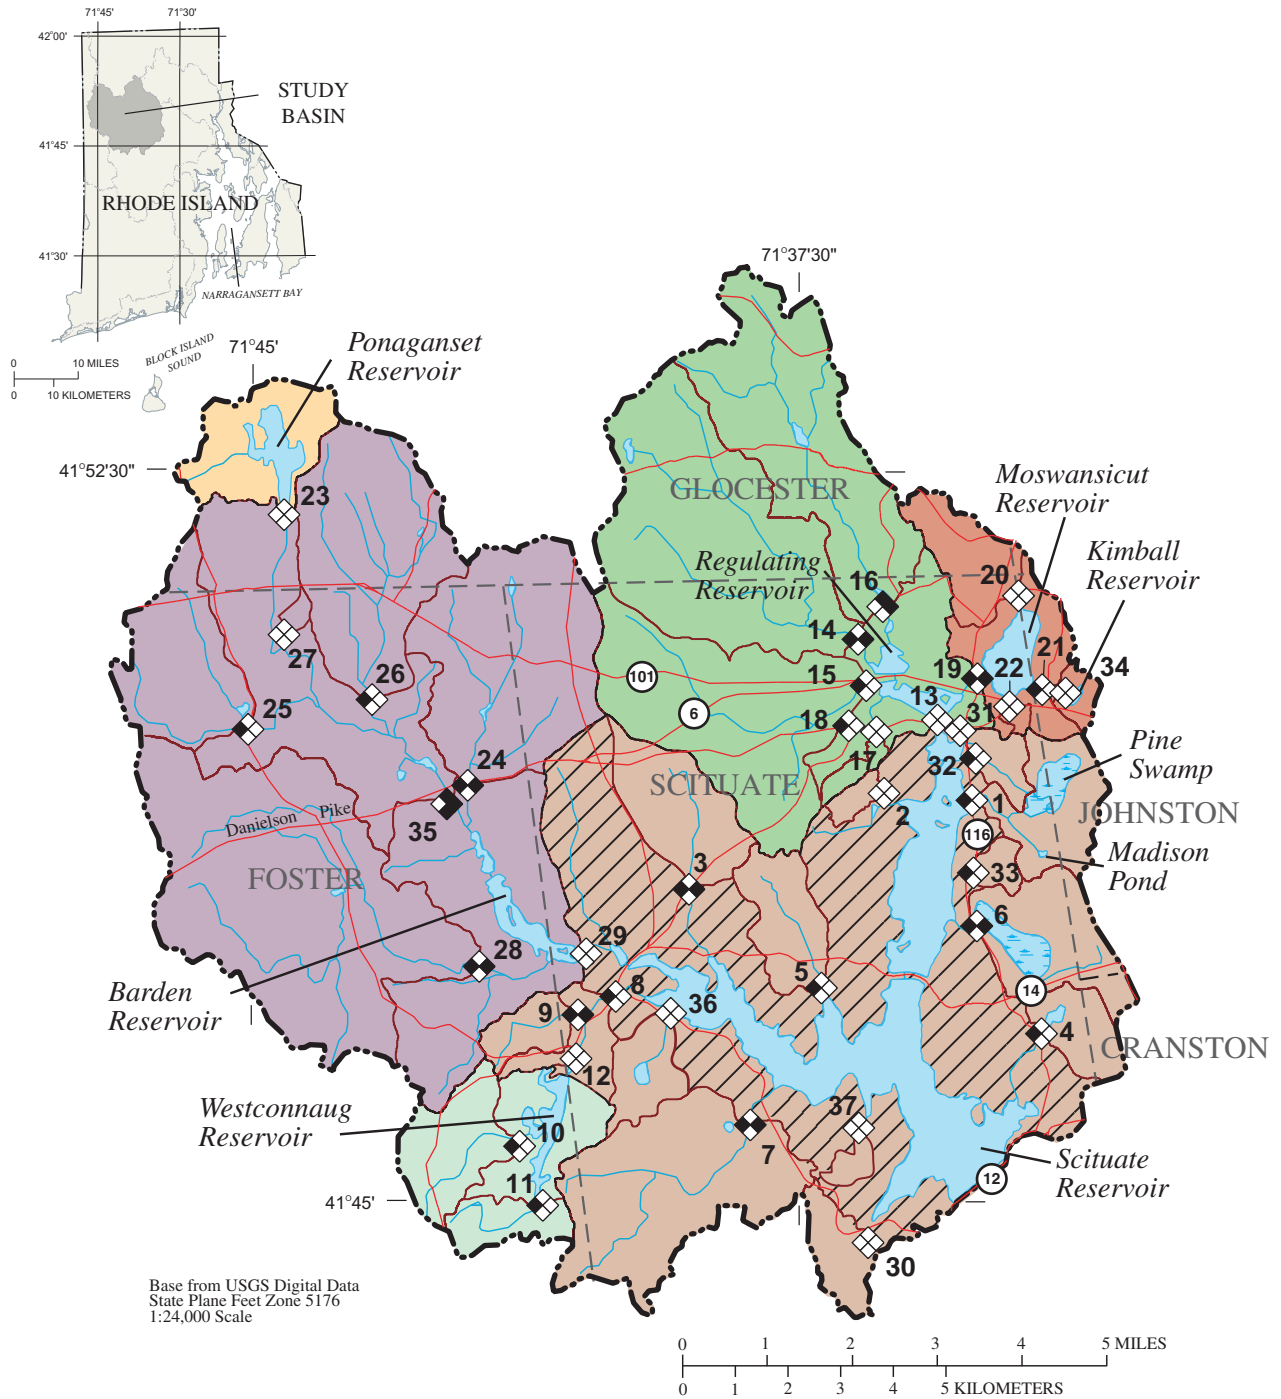 71°45'
71°30'
42°00'
STUDY
BASIN
41°45'
RHODE ISLAND
41°30'
NARRAGANSETT BAY
BLOCK ISLAND
SOUND
0
10 MILES
0
10 KILOMETERS
71°37'30"
71°45'
Ponaganset
Reservoir
41°52'30"
GLOCESTER
Moswansicut
Reservoir
23
Kimball
Reservoir
Regulating
Reservoir
16
20
14
27
26
19
22
21
34
101
15
13
25
6
18
17
31
24
SCITUATE
32
Pine
Swamp
2
1
JOHNSTON
Danielson Pike
35
116
Madison
Pond
3
33
FOSTER
6
29
28
5
8
14
Barden
Reservoir
9
36
4
CRANSTON
12
37
Westconnaug
Reservoir
10
7
Scituate
Reservoir
12
11
41°45'
30
Base from USGS Digital Data
State Plane Feet Zone 5176
1:24,000 Scale
0
1
2
3
4
5 MILES
0
1
2
3
4
5 KILOMETERS